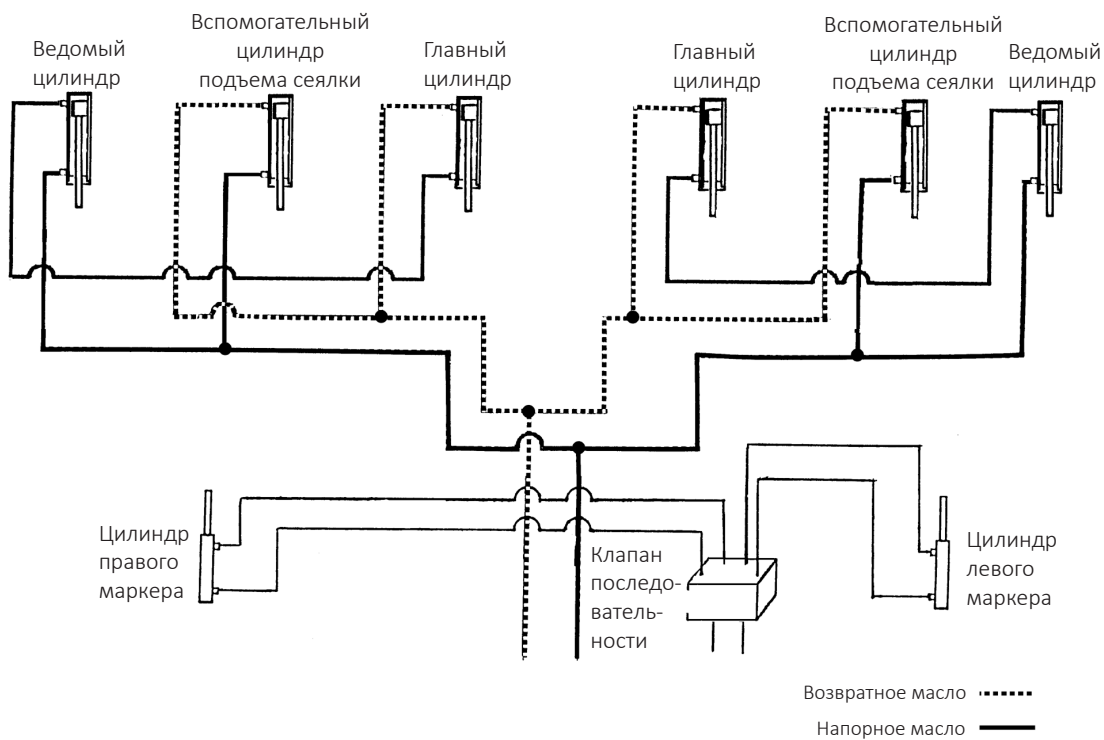 Ведомый
цилиндр
Вспомогательный
цилиндр
подъема сеялки
Главный
цилиндр
Главный
цилиндр
Вспомогательный
цилиндр
подъема сеялки
Ведомый
цилиндр
Цилиндр
правого
маркера
Клапан
последо-
ватель-
ности
Цилиндр
левого
маркера
Возвратное масло
Напорное масло